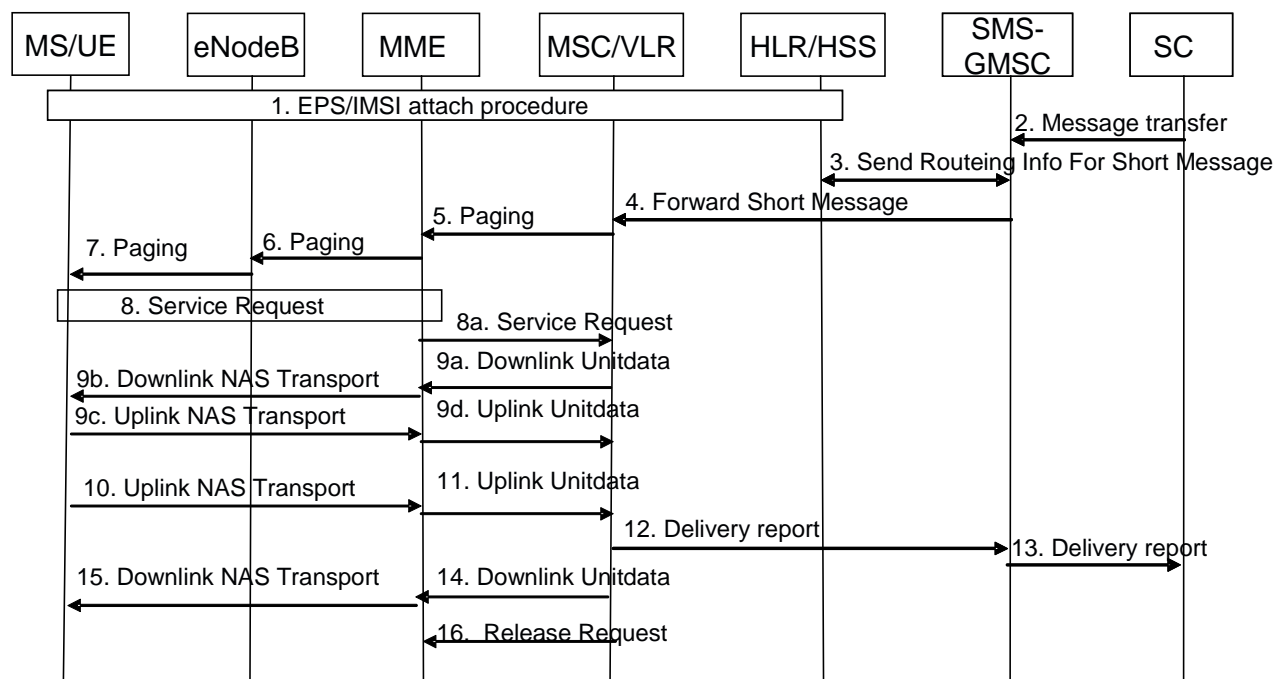 MS/UE
eNodeB
MME
MSC/VLR
HLR/HSS
SMS-
GMSC
SC
1. EPS/IMSI attach procedure
2. Message transfer
3. Send Routeing Info For Short Message
4. Forward Short Message
5. Paging
6. Paging
7. Paging
8. Service Request
8a. Service Request
9a. Downlink Unitdata
9b. Downlink NAS Transport
9c. Uplink NAS Transport
9d. Uplink Unitdata
10. Uplink NAS Transport
11. Uplink Unitdata
12. Delivery report
13. Delivery report
15. Downlink NAS Transport
14. Downlink Unitdata
16. Release Request